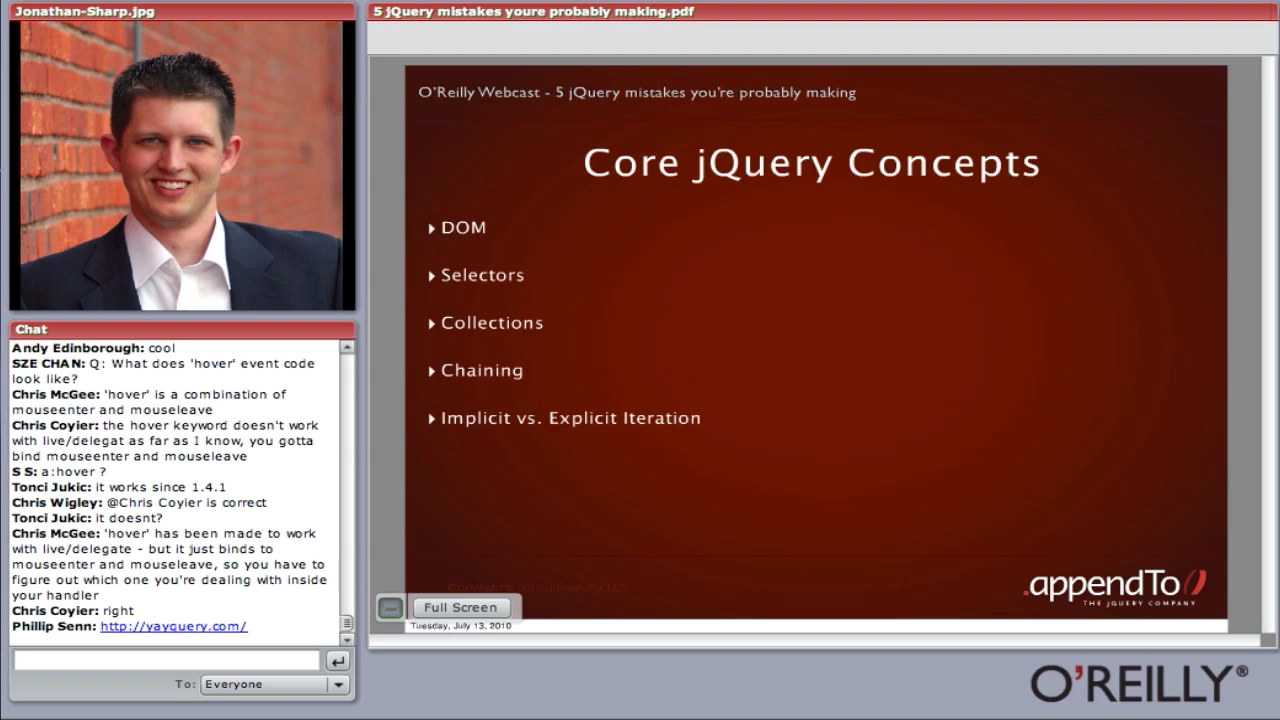 Jonathan-Sharp.jpg
Chat
Andy Edinborough: cool
SZE CHAN: Q: What does 'hover' event code
look like?
Chris McGee: 'hover' is a combination of
mouseenter and mouseleave
Chris Coyier: the hover keyword doesn't work
with live/delegat as far as I know, you gotta
bind mouseenter and mouseleave
S S: a:hover ?
Tonci Jukic: it works since 1.4.1
Chris Wigley: @Chris Coyier is correct
Tonci Jukic: it doesnt?
Chris McGee: 'hover' has been made to work
with live/delegate - but it just binds to
mouseenter and mouseleave, so you have to
figure out which one you're dealing with inside
your handler
Chris Coyier: right
Phillip Senn: http://yayquery.com/
To: Everyone
5 jQuery mistakes youre probably making.pdf
O'Reilly Webcast - 5 jQuery mistakes you're probably making
Core jQuery Concepts
DOM
Selectors
Collections
Chaining
Implicit vs. Explicit Iteration
.appendTo()
THE jQUERY COMPANY
Full Screen
Tuesday, July 13, 2010
O'REILLY®